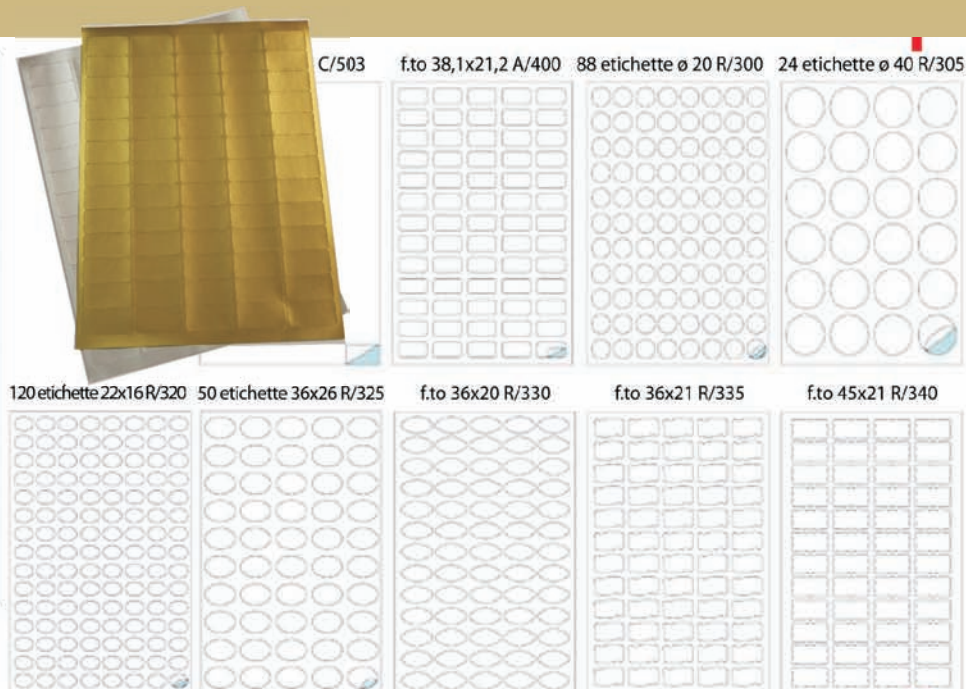 C/503
f.to 38,1x21,2 A/400
88 etichette ø 20 R/300
24 etichette ø 40 R/305
120 etichette 22x16 R/320
50 etichette 36x26 R/325
f.to 36x20 R/330
f.to 36x21 R/335
f.to 45x21 R/340